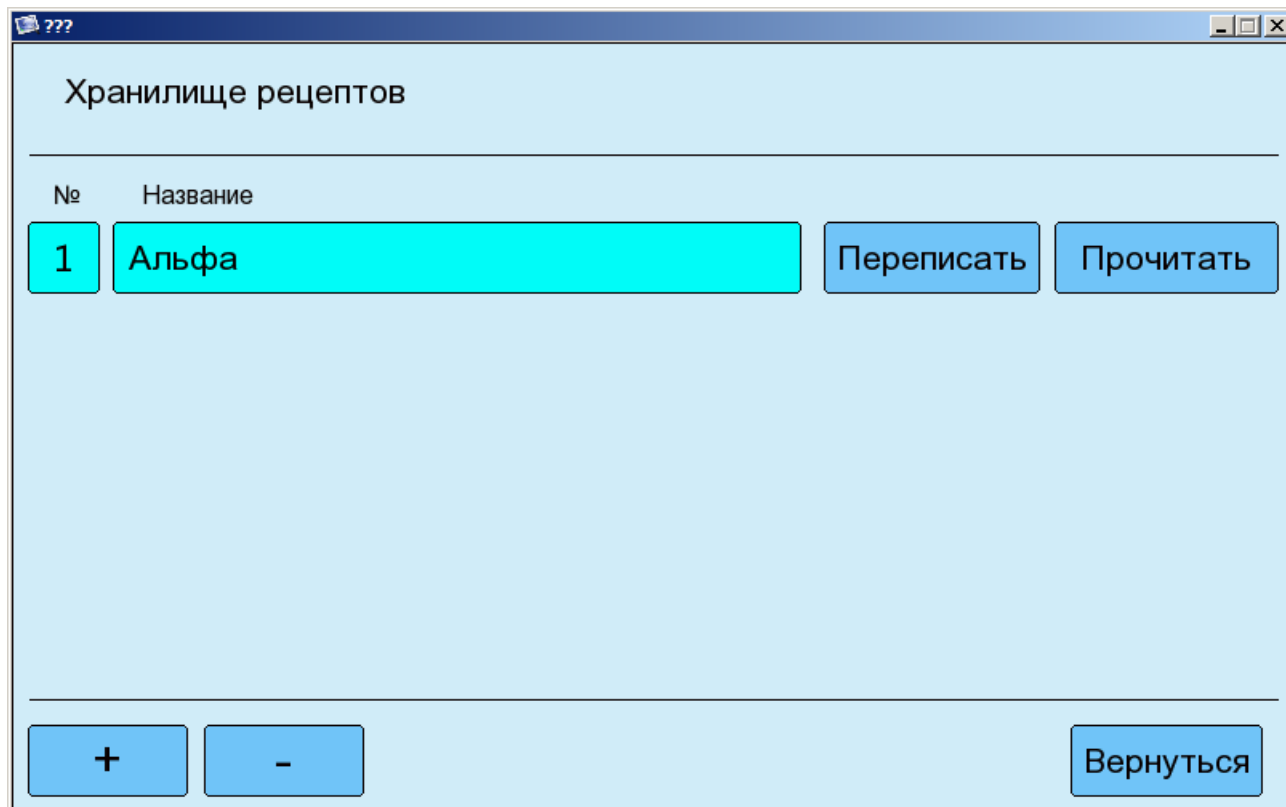 ???
Хранилище рецептов
№ Название
1 Альфа Переписать Прочитать
+ - Вернуться